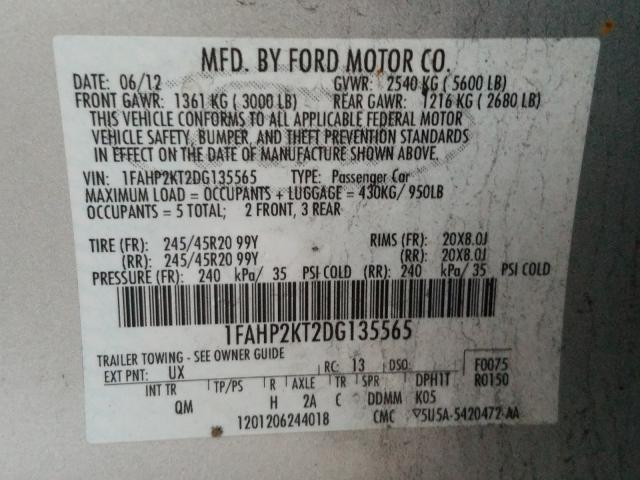 MFD. BY FORD MOTOR CO.
DATE: 06/12 GVWR: 2540 KG ( 5600 LB)
FRONT GAWR: 1361 KG ( 3000 LB) REAR GAWR: 1216 KG ( 2680 LB)
THIS VEHICLE CONFORMS TO ALL APPLICABLE FEDERAL MOTOR
VEHICLE SAFETY, BUMPER, AND THEFT PREVENTION STANDARDS
IN EFFECT ON THE DATE OF MANUFACTURE SHOWN ABOVE.
VIN: 1FAHP2KT2DG135565 TYPE: Passenger Car
MAXIMUM LOAD = OCCUPANTS + LUGGAGE = 430KG/ 950LB
OCCUPANTS = 5 TOTAL; 2 FRONT, 3 REAR
TIRE (FR): 245/45R20 99Y RIMS (FR): 20X8.0J
(RR): 245/45R20 99Y (RR): 20X8.0J
PRESSURE (FR): 240 kPa/ 35 PSI COLD (RR): 240 kPa/ 35 PSI COLD
1FAHP2KT2DG135565
TRAILER TOWING - SEE OWNER GUIDE
EXT PNT: UX RC: 13 DSO: F0075
INT TR TP/PS R AXLE TR SPR DPH1T R0150
QM H 2A C DDMM K05
1201206244018 CMC ▽5U5A-5420472-AA